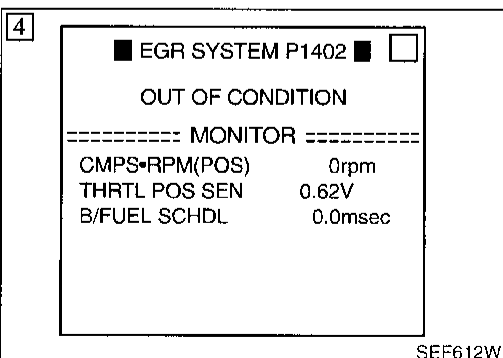 4
■ EGR SYSTEM P1402 ■
OUT OF CONDITION
========== MONITOR ==========
CMPS•RPM(POS) 0rpm
THRTL POS SEN 0.62V
B/FUEL SCHDL 0.0msec
SEF612W